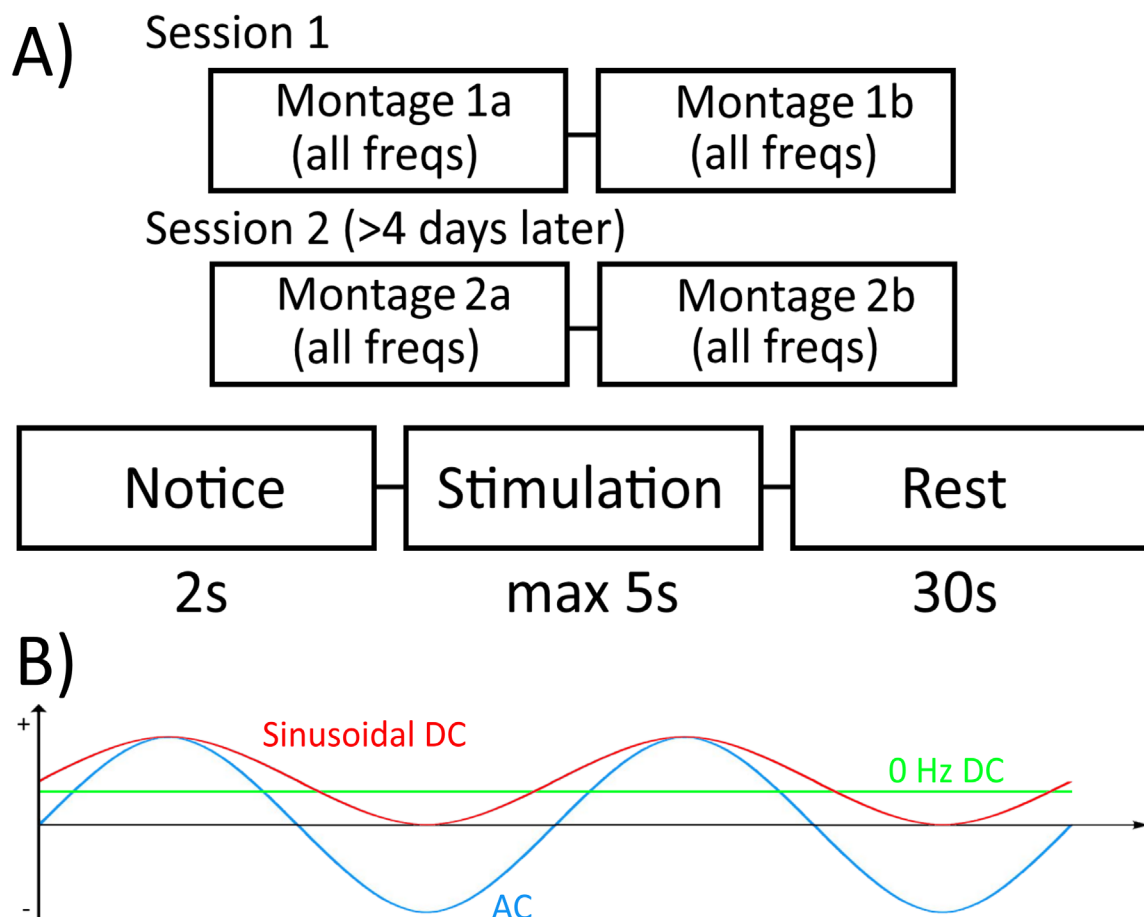 A)
Session 1
Montage 1a
(all freqs)
Montage 1b
(all freqs)
Session 2 (>4 days later)
Montage 2a
(all freqs)
Montage 2b
(all freqs)
Notice
Stimulation
Rest
2s
max 5s
30s
B)
+
Sinusoidal DC
0 Hz DC
-
AC